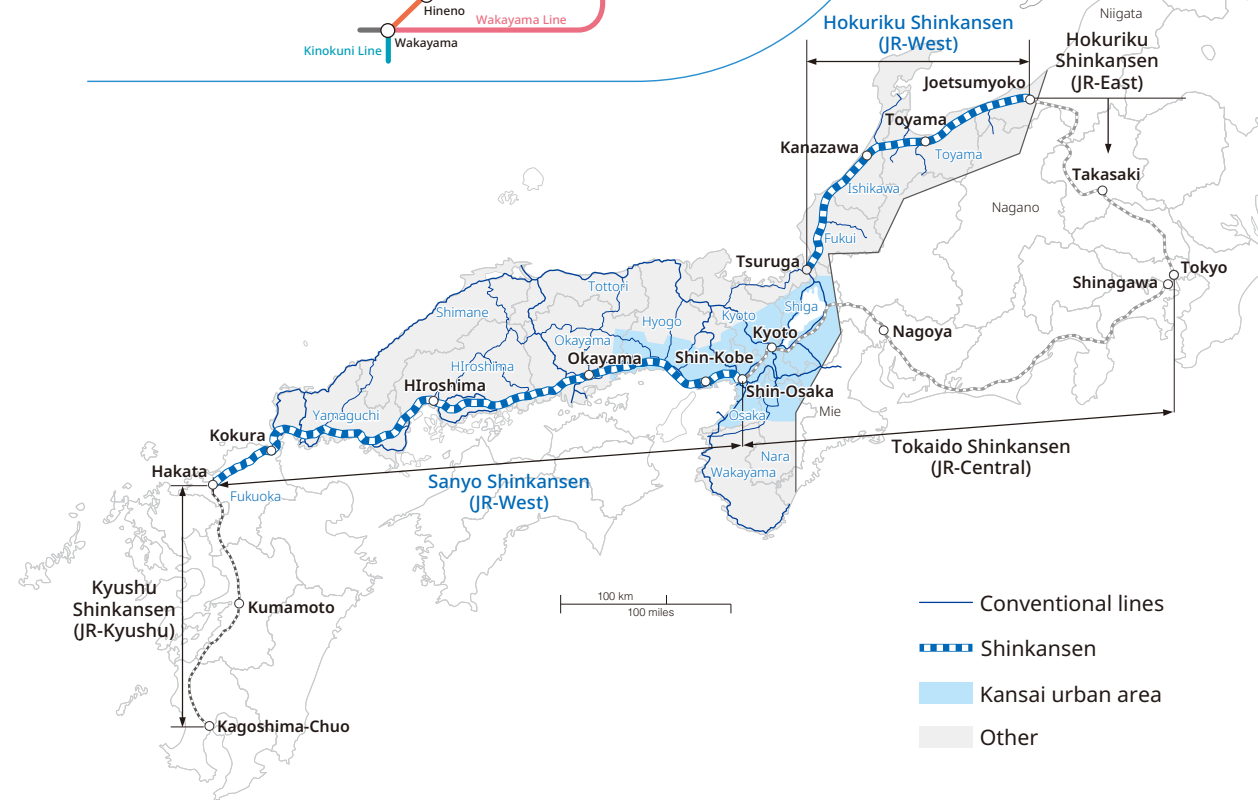 Hineno
Wakayama Line
Kinokuni Line
Wakayama
Niigata
Hokuriku Shinkansen
(JR-West)
Hokuriku
Shinkansen
(JR-East)
Joetsumyoko
Toyama
Kanazawa
Toyama
Takasaki
Ishikawa
Nagano
Fukui
Tsuruga
Tokyo
Shinagawa
Tottori
Shiga
Shimane
Kyoto
Hyogo
Kyoto
Nagoya
Okayama
Okayama
Shin-Kobe
HIroshima
HIroshima
Shin-Osaka
Yamaguchi
Osaka
Mie
Kokura
Tokaido Shinkansen
(JR-Central)
Nara
Wakayama
Hakata
Sanyo Shinkansen
(JR-West)
Fukuoka
Kyushu
Shinkansen
(JR-Kyushu)
Kumamoto
100 km
100 miles
Kagoshima-Chuo
Conventional lines
Shinkansen
Kansai urban area
Other